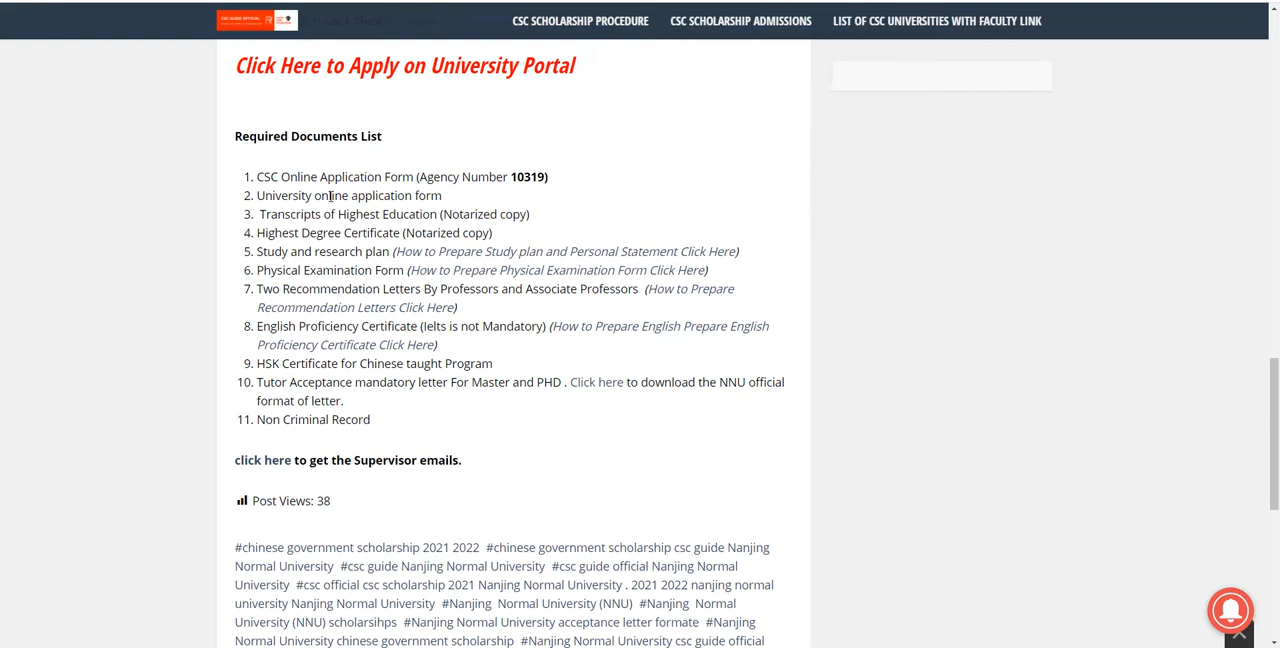 CSC GUIDE OFFICIAL
CSC SCHOLARSHIP PROCEDURE
CSC SCHOLARSHIP ADMISSIONS
LIST OF CSC UNIVERSITIES WITH FACULTY LINK
Click Here to Apply on University Portal
Required Documents List
1. CSC Online Application Form (Agency Number 10319)
2. University online application form
3. Transcripts of Highest Education (Notarized copy)
4. Highest Degree Certificate (Notarized copy)
5. Study and research plan (How to Prepare Study plan and Personal Statement Click Here)
6. Physical Examination Form (How to Prepare Physical Examination Form Click Here)
7. Two Recommendation Letters By Professors and Associate Professors (How to Prepare
Recommendation Letters Click Here)
8. English Proficiency Certificate (Ielts is not Mandatory) (How to Prepare English Prepare English
Proficiency Certificate Click Here)
9. HSK Certificate for Chinese taught Program
10. Tutor Acceptance mandatory letter For Master and PHD . Click here to download the NNU official
format of letter.
11. Non Criminal Record
click here to get the Supervisor emails.
Post Views: 38
#chinese government scholarship 2021 2022 #chinese government scholarship csc guide Nanjing
Normal University #csc guide Nanjing Normal University #csc guide official Nanjing Normal
University #csc official csc scholarship 2021 Nanjing Normal University . 2021 2022 nanjing normal
university Nanjing Normal University #Nanjing Normal University (NNU) #Nanjing Normal
University (NNU) scholarsihps #Nanjing Normal University acceptance letter formate #Nanjing
Normal University chinese government scholarship #Nanjing Normal University csc guide official